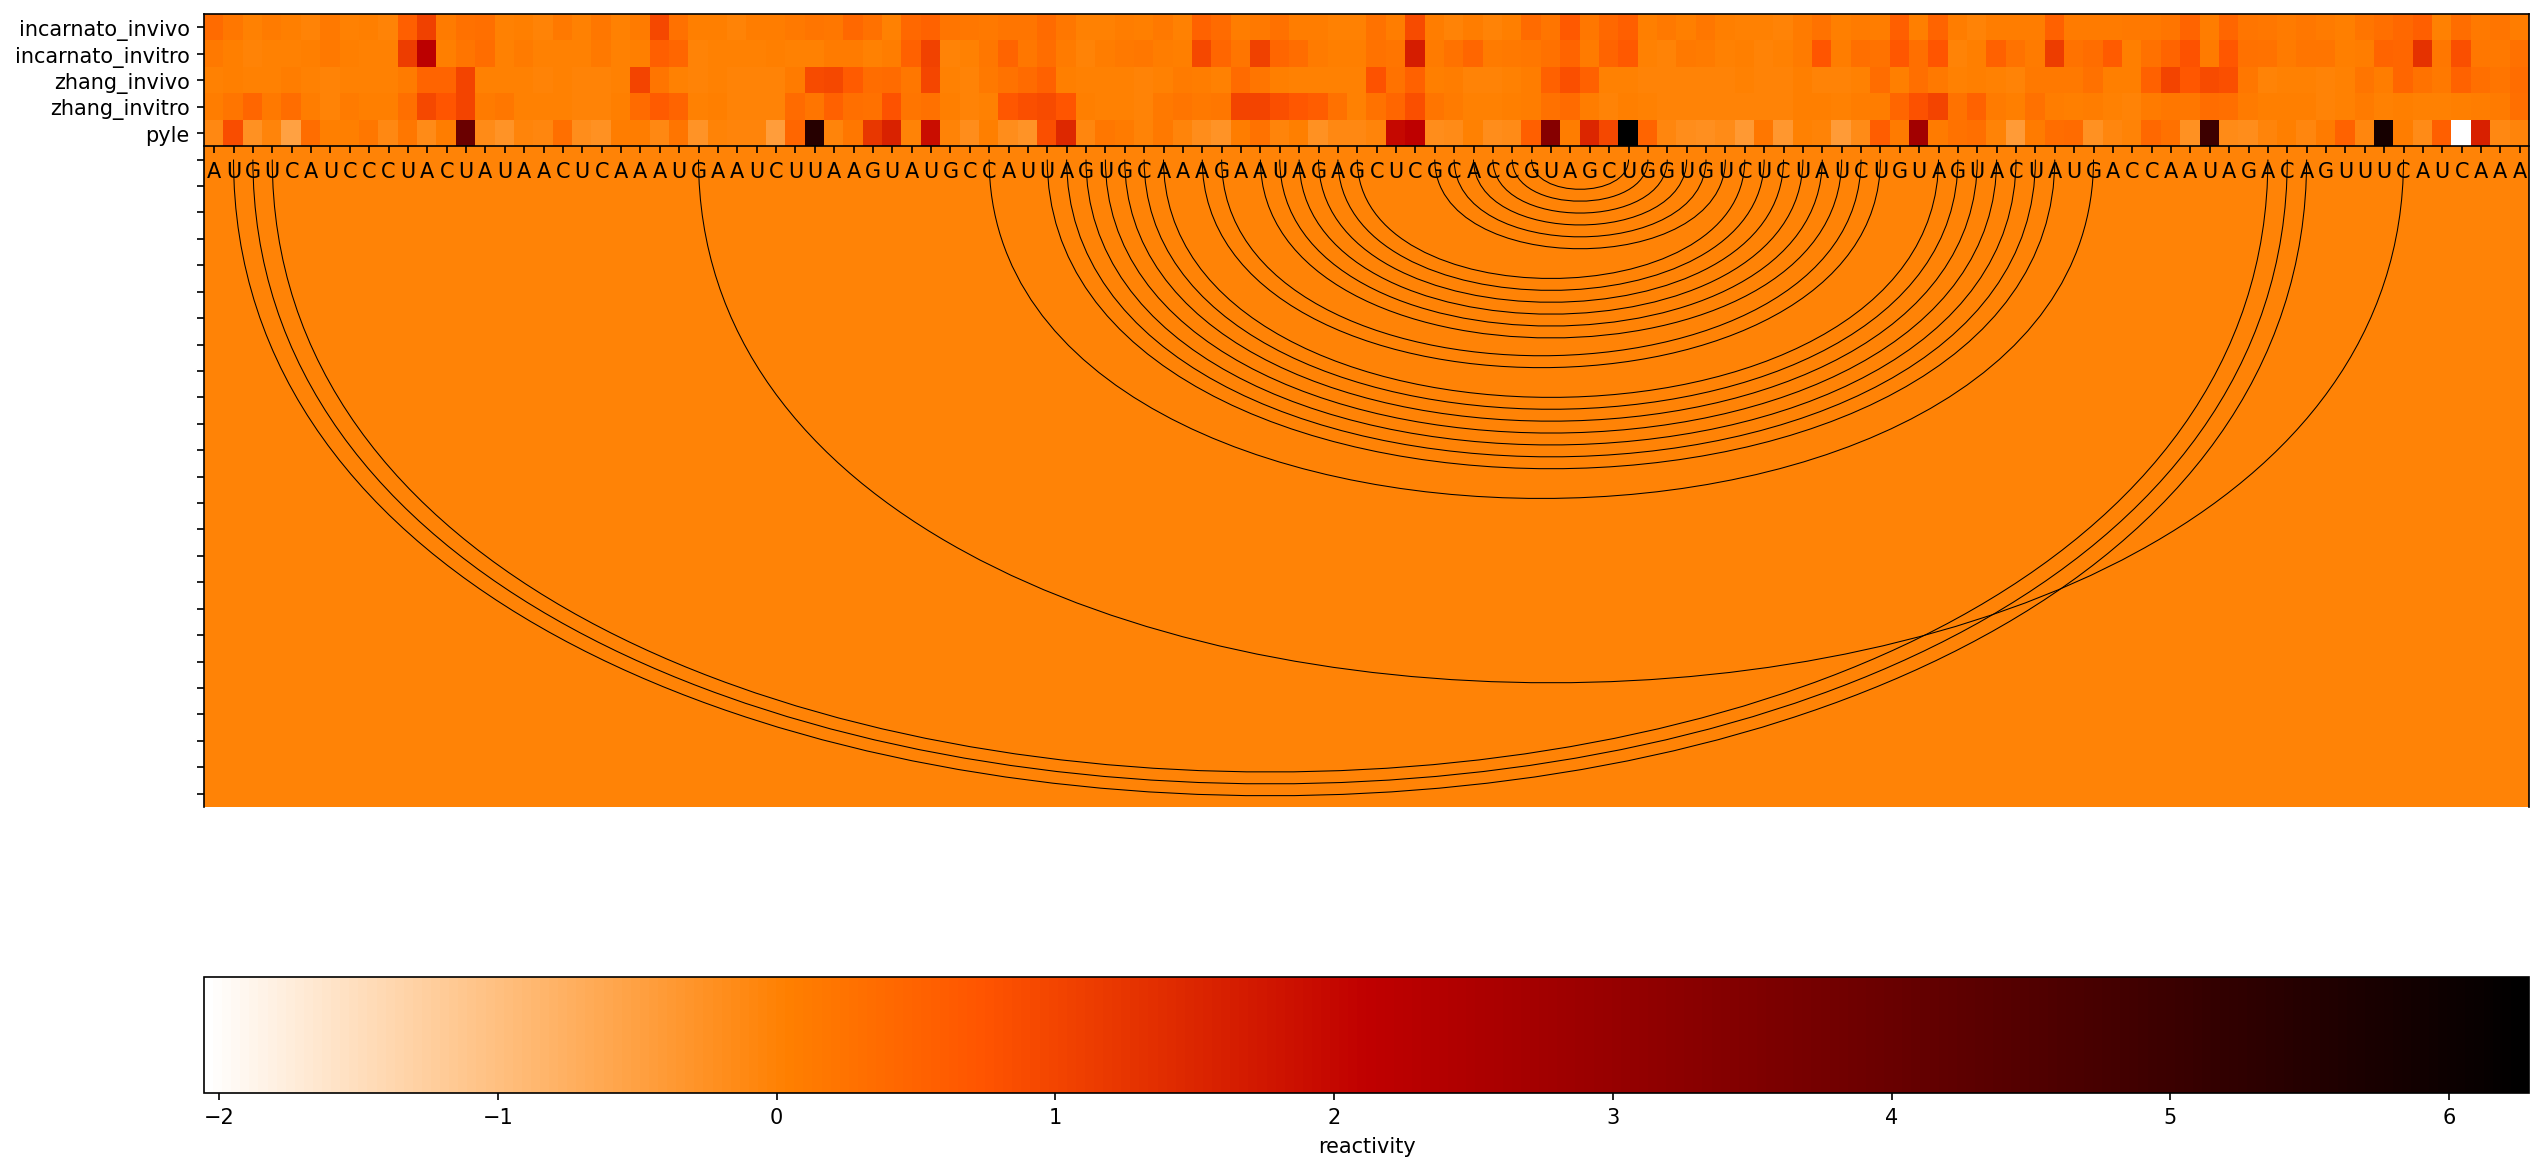 incarnato_invivo
incarnato_invitro
zhang_invivo
zhang_invitro
pyle
A U G U C A U C C C U A C U A U A A C U C A A A U G A A U C U U A A G U A U G C C A U U A G U G C A A A G A A U A G A G C U C G C A C C G U A G C U G G U G U C U C U A U C U G U A G U A C U A U G A C C A A U A G A C A G U U U C A U C A A A
−2 −1 0 1 2 3 4 5 6
reactivity